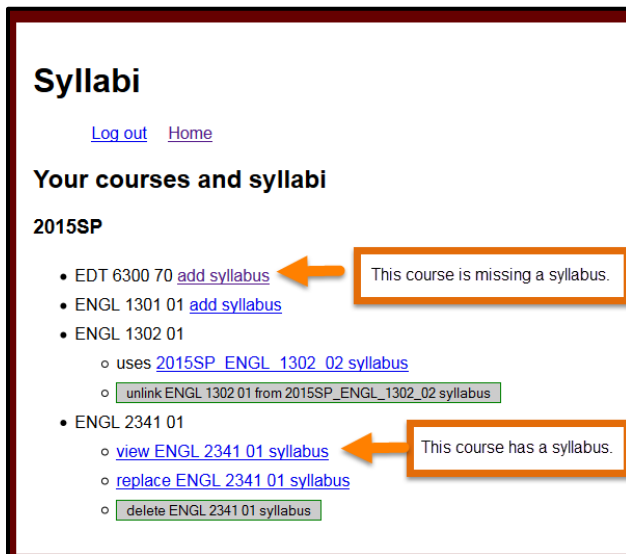 Syllabi
Log out Home
Your courses and syllabi
2015SP
EDT 6300 70 add syllabus
This course is missing a syllabus.
ENGL 1301 01 add syllabus
ENGL 1302 01
uses 2015SP_ENGL_1302_02 syllabus
unlink ENGL 1302 01 from 2015SP_ENGL_1302_02 syllabus
ENGL 2341 01
view ENGL 2341 01 syllabus
This course has a syllabus.
replace ENGL 2341 01 syllabus
delete ENGL 2341 01 syllabus